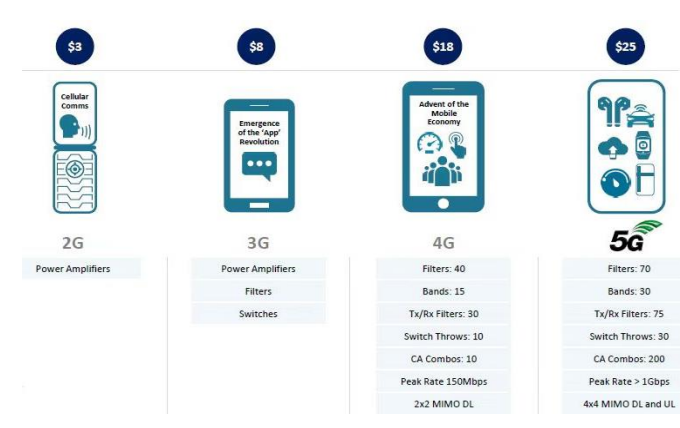 $3
$8
$18
$25
Cellular
Comms
Emergence
of the 'App'
Revolution
Advent of the
Mobile
Economy
2G
3G
4G
5G
Power Amplifiers
Power Amplifiers
Filters
Switches
Filters: 40
Bands: 15
Tx/Rx Filters: 30
Switch Throws: 10
CA Combos: 10
Peak Rate 150Mbps
2x2 MIMO DL
Filters: 70
Bands: 30
Tx/Rx Filters: 75
Switch Throws: 30
CA Combos: 200
Peak Rate > 1Gbps
4x4 MIMO DL and UL